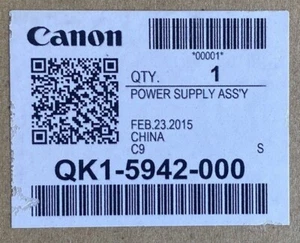 Canon
*00001*
QTY. 1
POWER SUPPLY ASS'Y
FEB.23.2015
CHINA
C9 S
QK1-5942-000